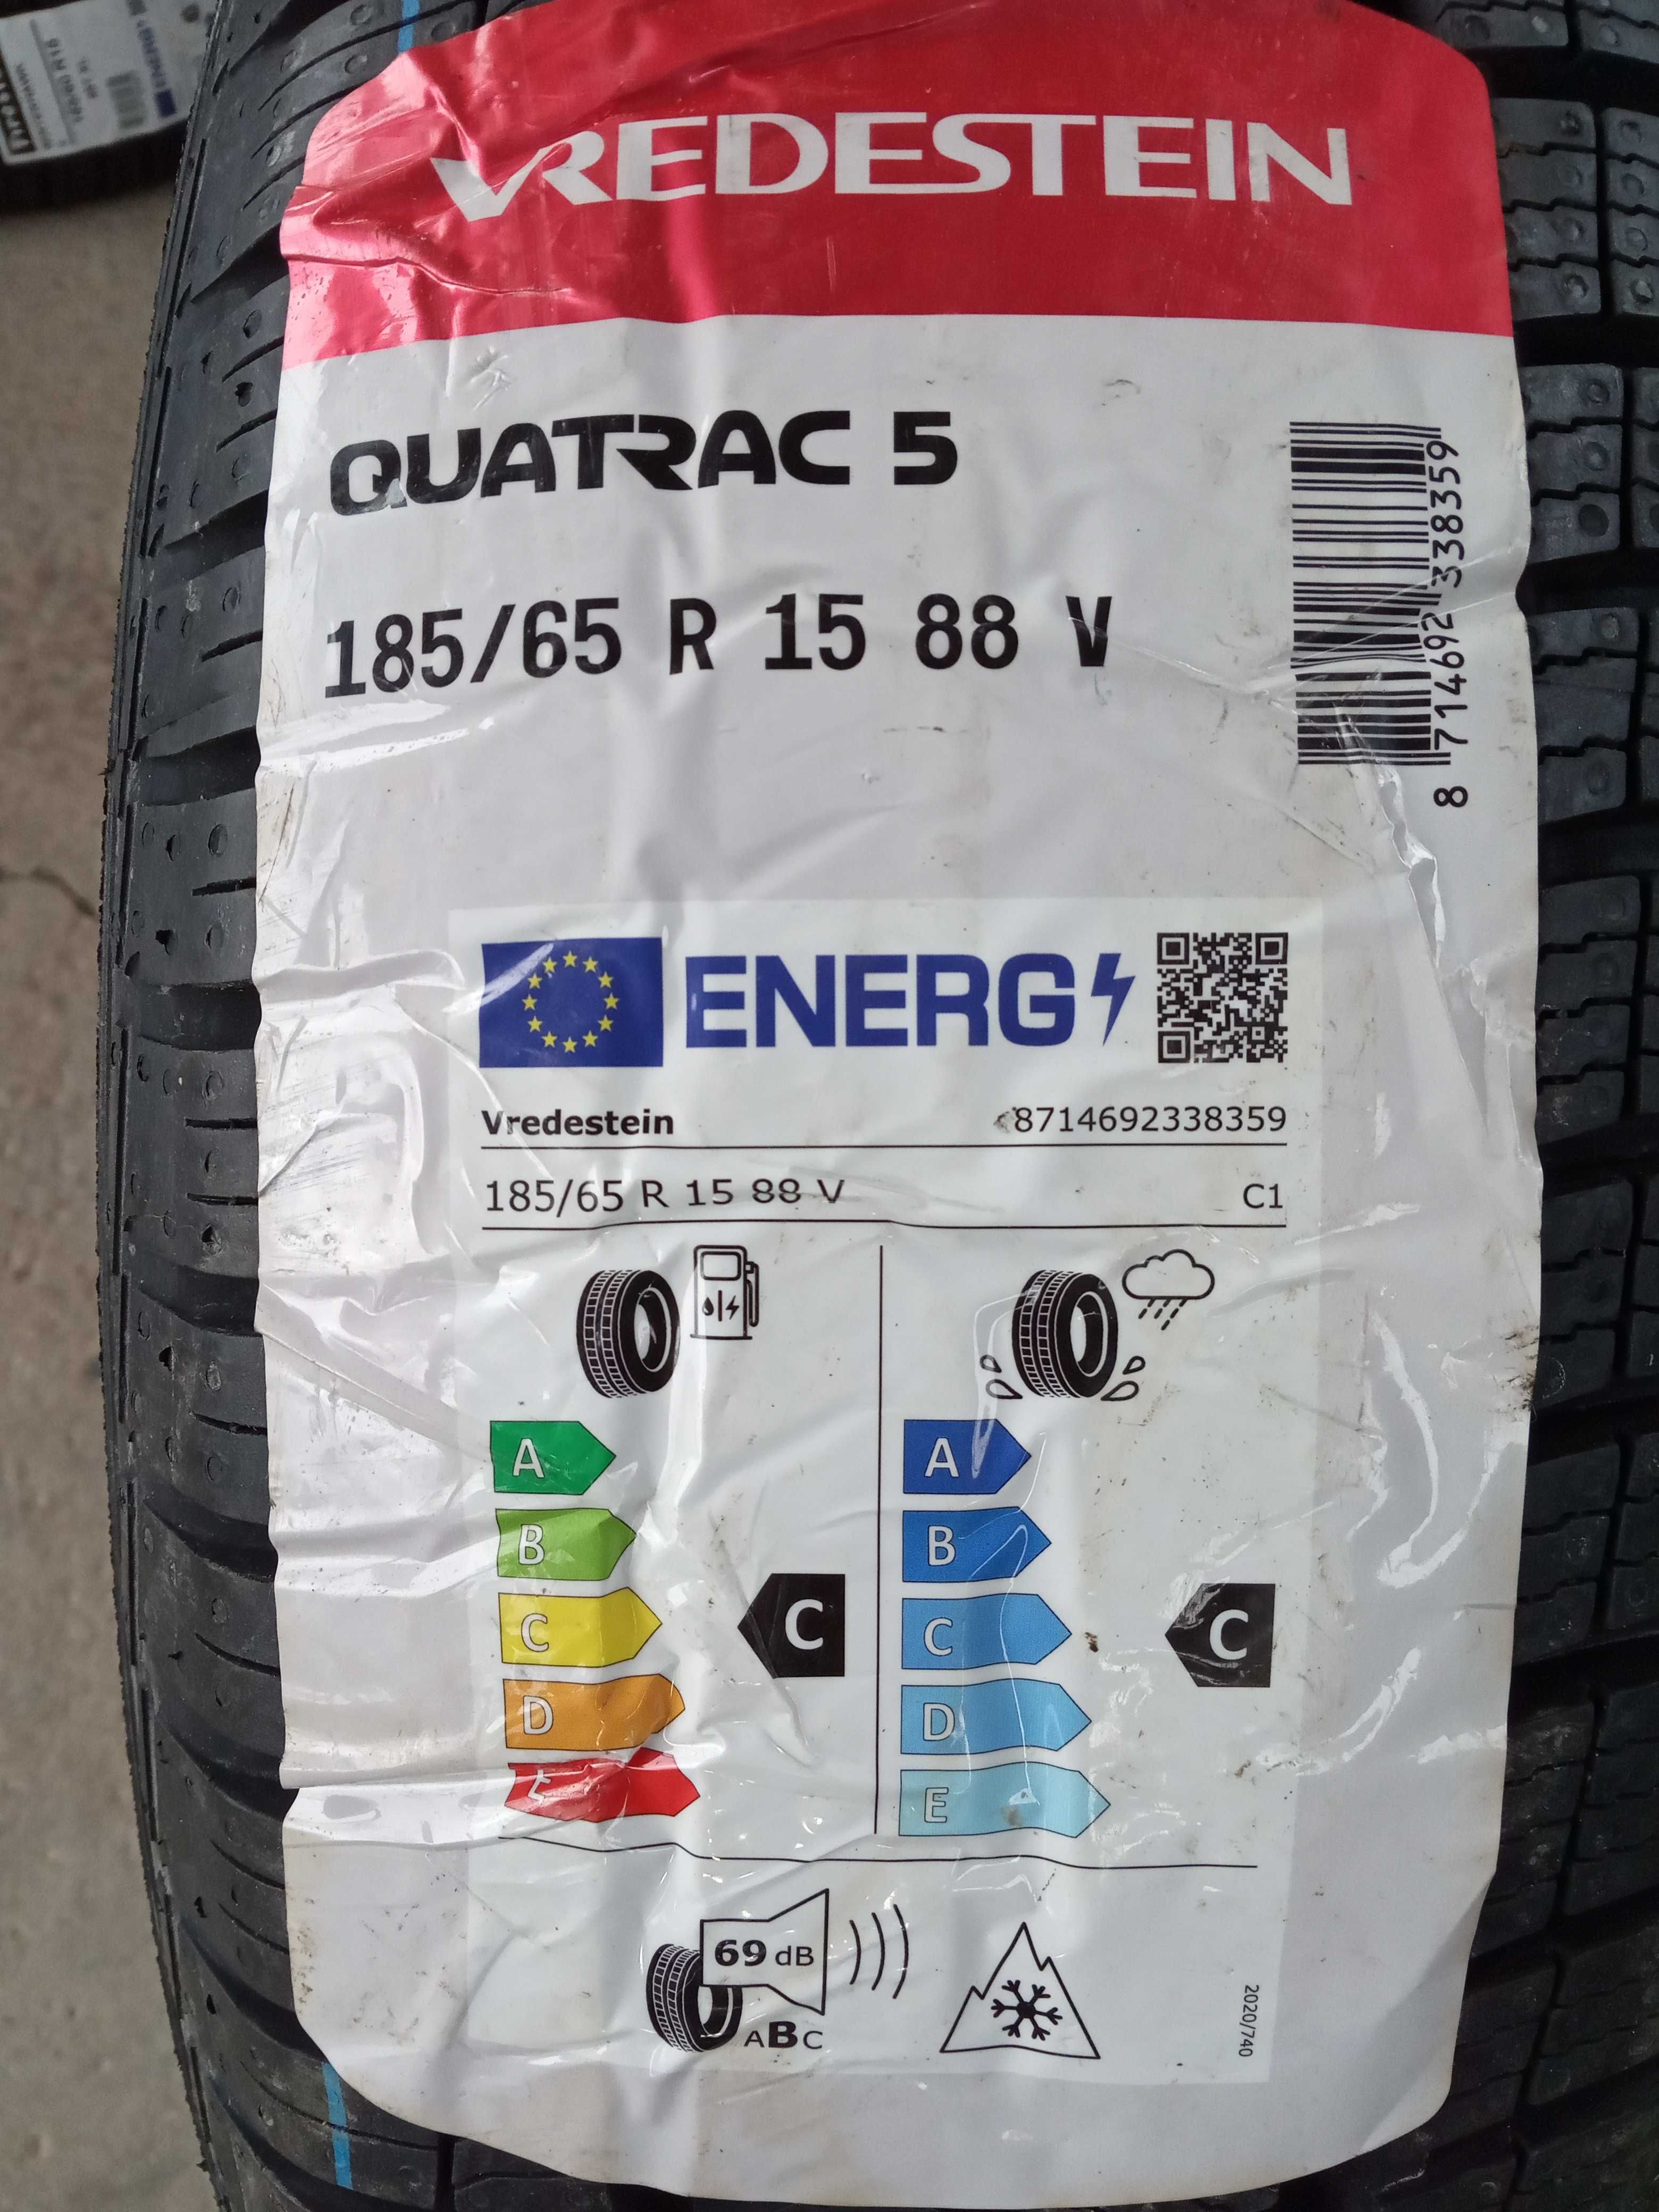 VREDESTEIN
QUATRAC 5
185/65 R 15 88 V
8 714692 338359
ENERG
Vredestein 8714692338359
185/65 R 15 88 V C1
A A
B B
C C C C
D D
E
69 dB
ABC
2020/740